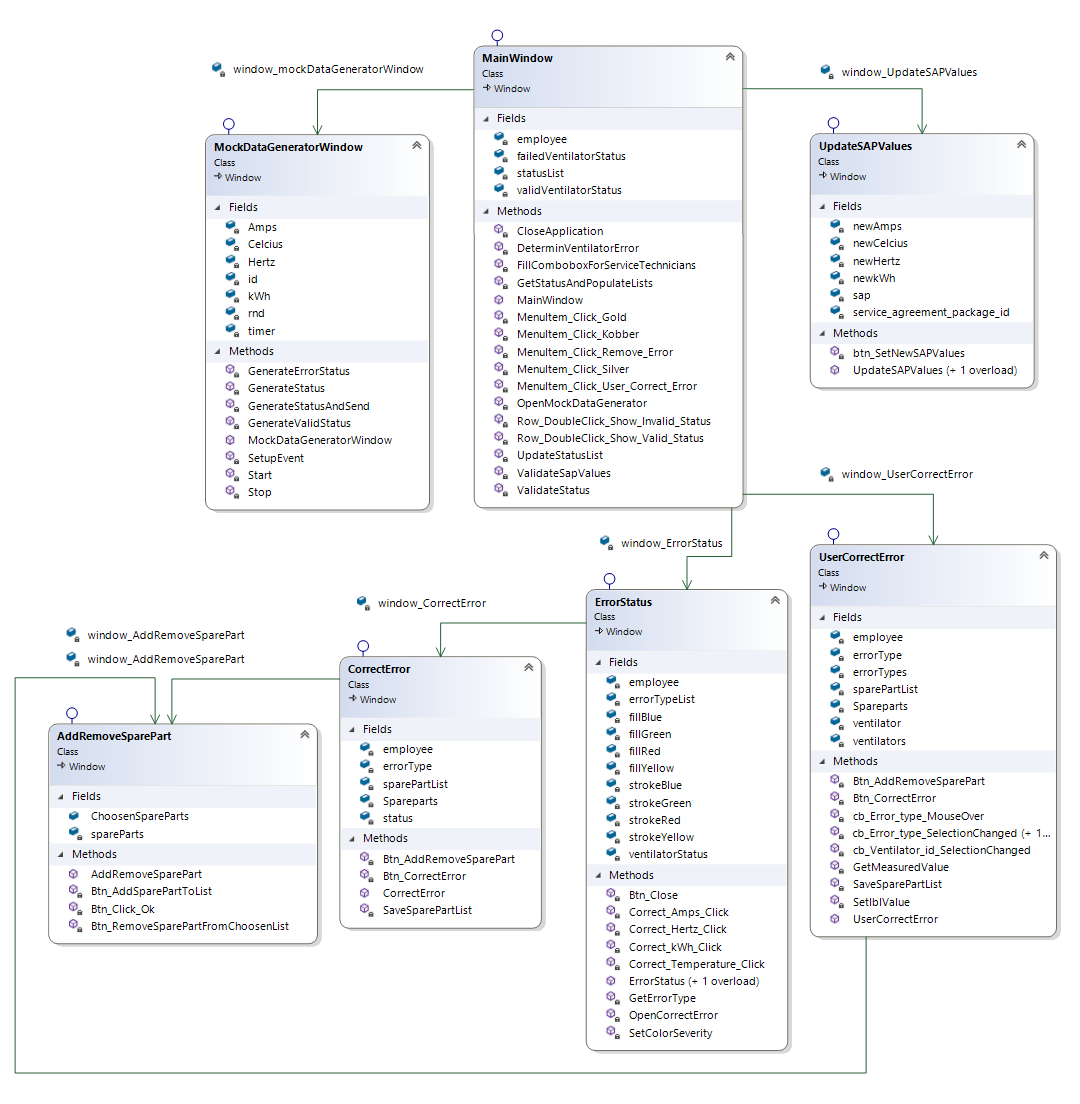 window_mockDataGeneratorWindow
MainWindow
Class
Window
Fields
employee
failedVentilatorStatus
statusList
validVentilatorStatus
Methods
CloseApplication
DeterminVentilatorError
FillComboboxForServiceTechnicians
GetStatusAndPopulateLists
MainWindow
MenuItem_Click_Gold
MenuItem_Click_Kobber
MenuItem_Click_Remove_Error
MenuItem_Click_Silver
MenuItem_Click_User_Correct_Error
OpenMockDataGenerator
Row_DoubleClick_Show_Invalid_Status
Row_DoubleClick_Show_Valid_Status
UpdateStatusList
ValidateSapValues
ValidateStatus
window_UpdateSAPValues
MockDataGeneratorWindow
Class
Window
Fields
Amps
Celcius
Hertz
id
kWh
rnd
timer
Methods
GenerateErrorStatus
GenerateStatus
GenerateStatusAndSend
GenerateValidStatus
MockDataGeneratorWindow
SetupEvent
Start
Stop
UpdateSAPValues
Class
Window
Fields
newAmps
newCelcius
newHertz
newkWh
sap
service_agreement_package_id
Methods
btn_SetNewSAPValues
UpdateSAPValues (+ 1 overload)
window_UserCorrectError
window_ErrorStatus
window_CorrectError
window_AddRemoveSparePart
window_AddRemoveSparePart
AddRemoveSparePart
Class
Window
Fields
ChoosenSpareParts
spareParts
Methods
AddRemoveSparePart
Btn_AddSparePartToList
Btn_Click_Ok
Btn_RemoveSparePartFromChoosenList
CorrectError
Class
Window
Fields
employee
errorType
sparePartList
Spareparts
status
Methods
Btn_AddRemoveSparePart
Btn_CorrectError
CorrectError
SaveSparePartList
ErrorStatus
Class
Window
Fields
employee
errorTypeList
fillBlue
fillGreen
fillRed
fillYellow
strokeBlue
strokeGreen
strokeRed
strokeYellow
ventilatorStatus
Methods
Btn_Close
Correct_Amps_Click
Correct_Hertz_Click
Correct_kWh_Click
Correct_Temperature_Click
ErrorStatus (+ 1 overload)
GetErrorType
OpenCorrectError
SetColorSeverity
UserCorrectError
Class
Window
Fields
employee
errorType
errorTypes
sparePartList
Spareparts
ventilator
ventilators
Methods
Btn_AddRemoveSparePart
Btn_CorrectError
cb_Error_type_MouseOver
cb_Error_type_SelectionChanged (+ 1...
cb_Ventilator_id_SelectionChanged
GetMeasuredValue
SaveSparePartList
SetlblValue
UserCorrectError